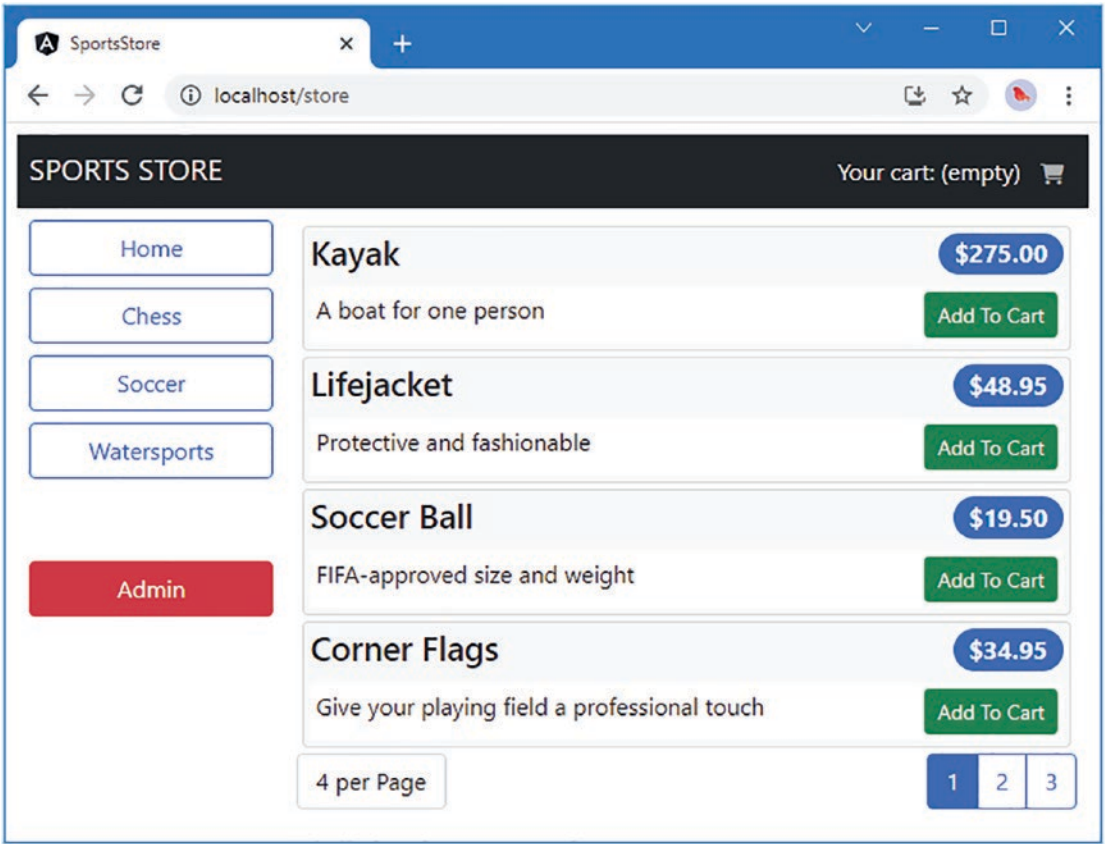 SportsStore
localhost/store
SPORTS STORE
Your cart: (empty)
Home
Chess
Soccer
Watersports
Admin
Kayak
$275.00
A boat for one person
Add To Cart
Lifejacket
$48.95
Protective and fashionable
Add To Cart
Soccer Ball
$19.50
FIFA-approved size and weight
Add To Cart
Corner Flags
$34.95
Give your playing field a professional touch
Add To Cart
4 per Page
1 2 3